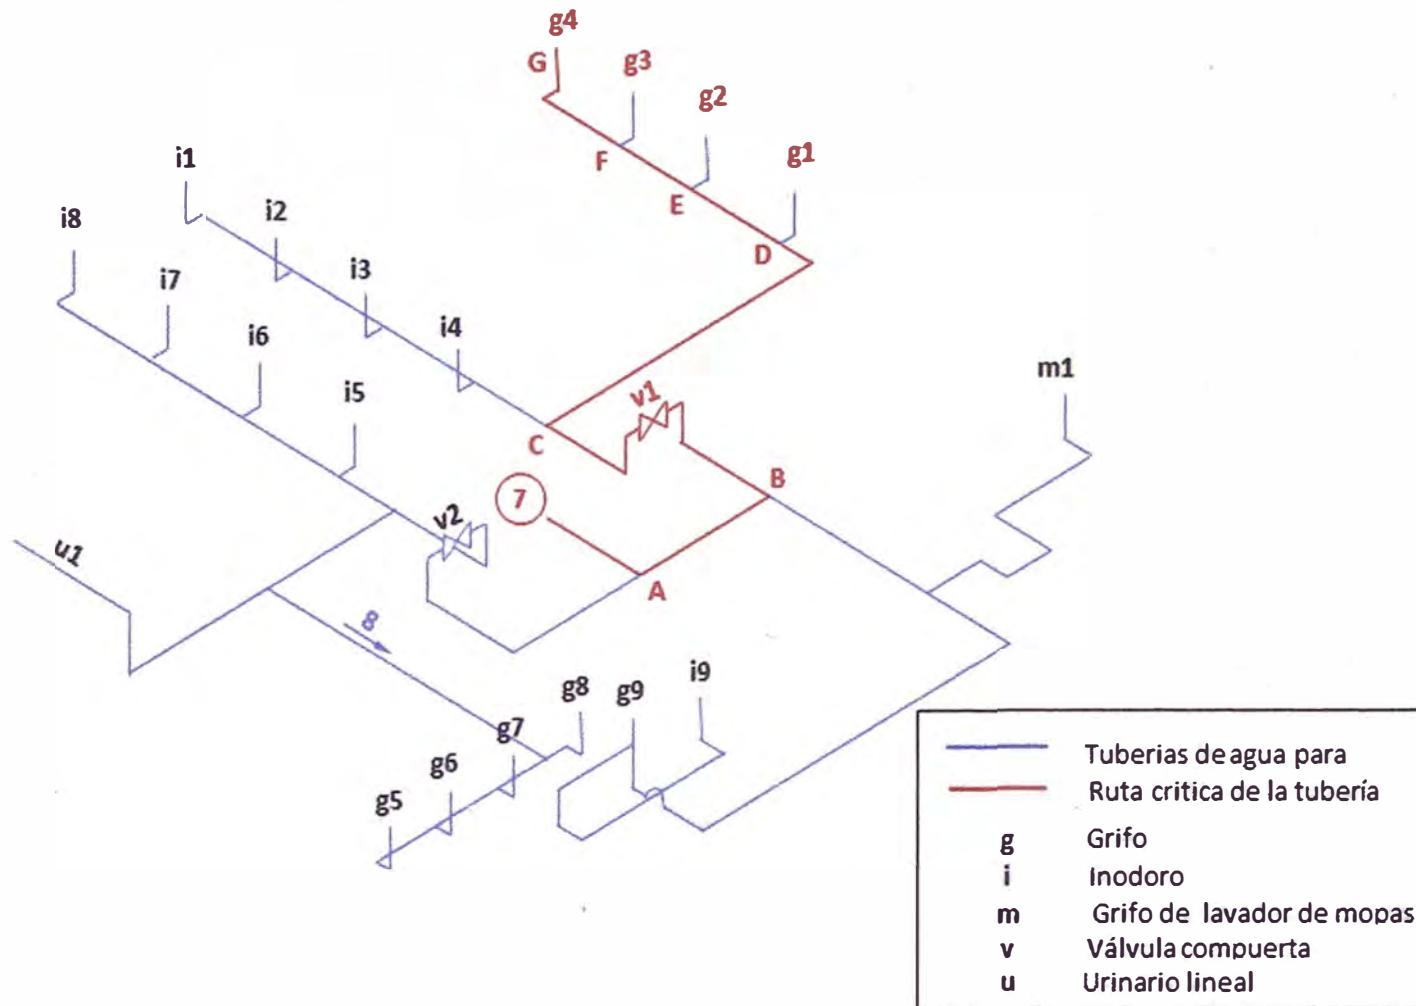 g4
G
g3
g2
g1
i1
F
i2
E
i8
D
i3
i7
i4
i6
m1
v1
i5
C
B
7
v2
u1
A
8
i9
g8
g9
g7
g6
g5
Tuberias de agua para
Ruta critica de la tubería
g Grifo
i Inodoro
m Grifo de lavador de mopas
v Válvula compuerta
u Urinario lineal